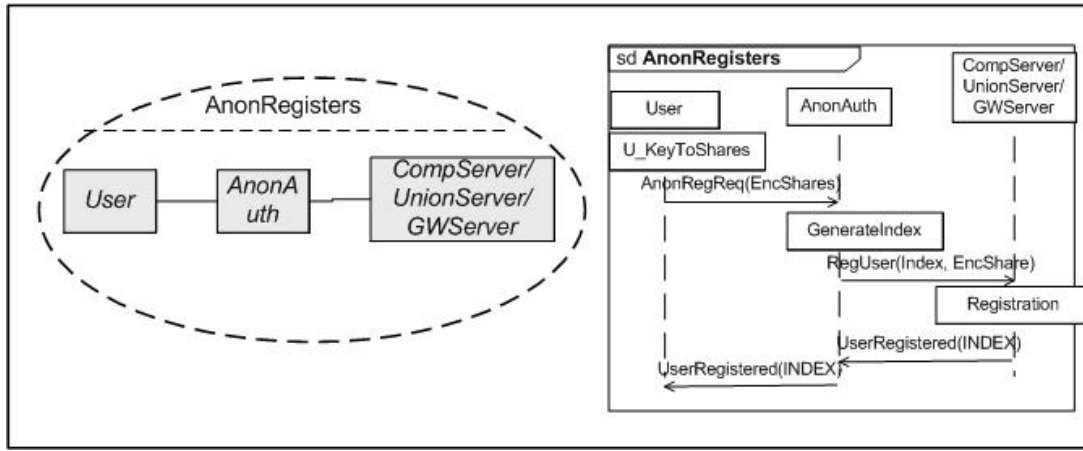 AnonRegisters
User
AnonA
uth
CompServer/
UnionServer/
GWServer
sd AnonRegisters
User
AnonAuth
CompServer/
UnionServer/
GWServer
U_KeyToShares
AnonRegReq(EncShares)
GenerateIndex
RegUser(Index, EncShare)
Registration
UserRegistered(INDEX)
UserRegistered(INDEX)